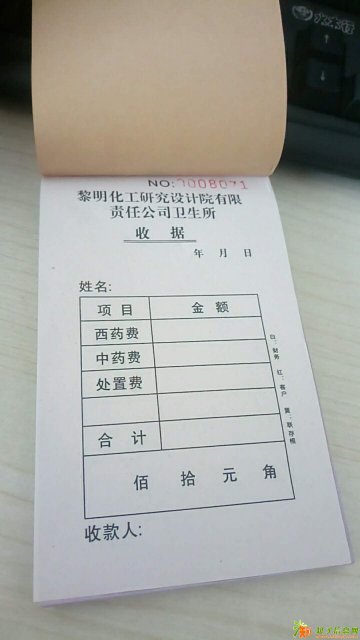 NO: 0008071
黎明化工研究设计院有限
责任公司卫生所
收 据
年 月 日
姓名:
项 目 金 额
西药费
中药费
处置费
合 计
佰 拾 元 角
白:财务 红:客户 黄:联存根
收款人: